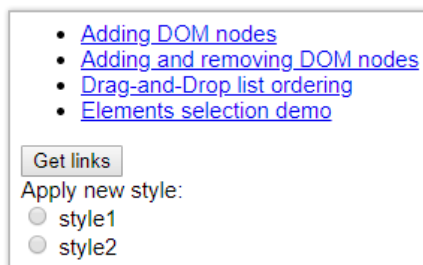 Adding DOM nodes
Adding and removing DOM nodes
Drag-and-Drop list ordering
Elements selection demo
Get links
Apply new style:
style1
style2